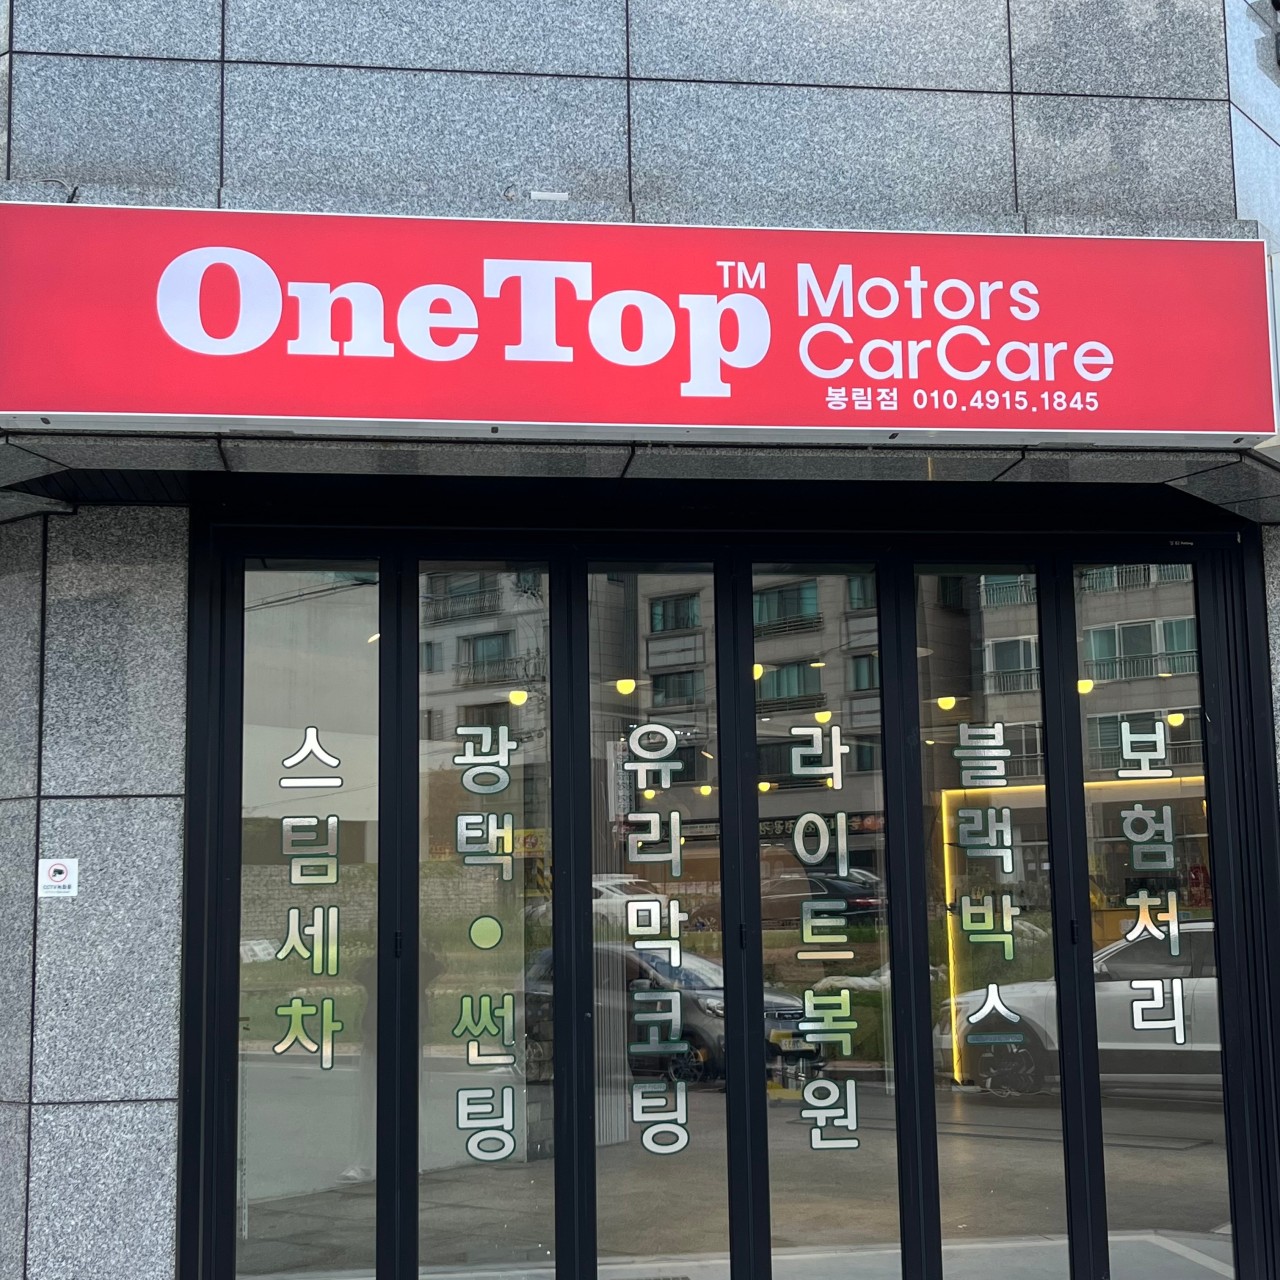 OneTop™ Motors
CarCare
봉림점 010.4915.1845
스팀세차
광택•썬팅
유리막코팅
라이트복원
블랙박스
보험처리